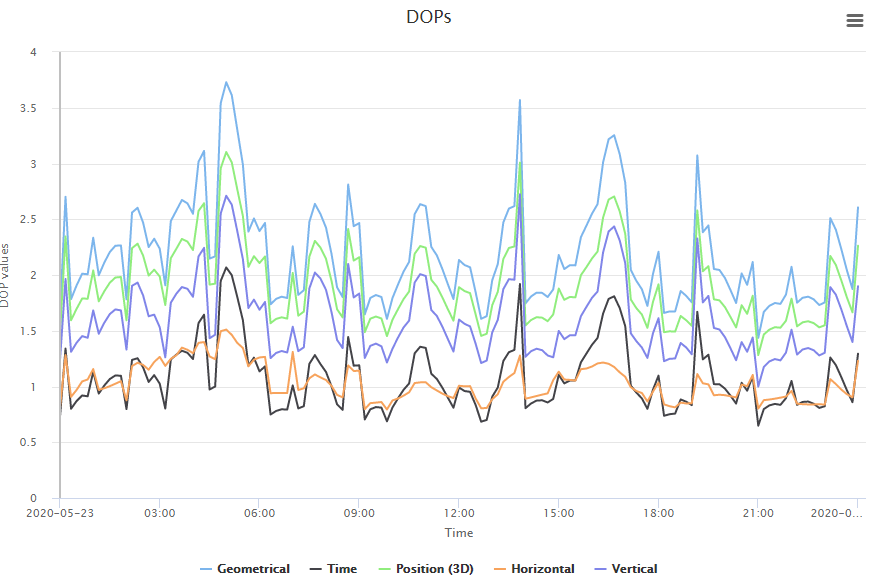 DOPs
4
3.5
3
2.5
2
1.5
1
0.5
0
DOP values
2020-05-23 03:00 06:00 09:00 12:00 15:00 18:00 21:00 2020-0...
Time
Geometrical Time Position (3D) Horizontal Vertical